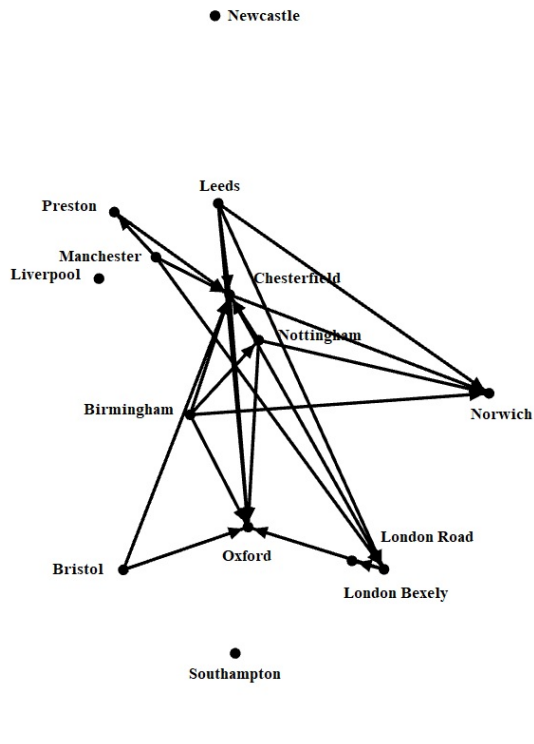 Newcastle
Leeds
Preston
Manchester
Liverpool
Chesterfield
Nottingham
Birmingham
Norwich
London Road
Oxford
Bristol
London Bexely
Southampton